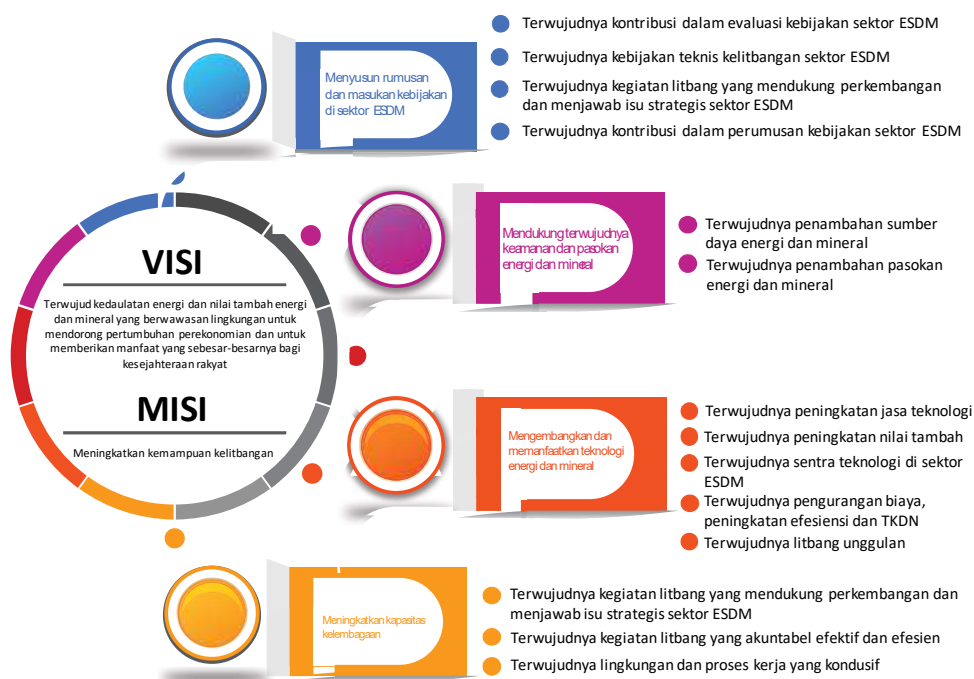 Terwujudnya kontribusi dalam evaluasi kebijakan sektor ESDM
Terwujudnya kebijakan teknis kelitbangan sektor ESDM
Terwujudnya kegiatan litbang yang mendukung perkembangan
dan menjawab isu strategis sektor ESDM
Terwujudnya kontribusi dalam perumusan kebijakan sektor ESDM
Menyusun rumusan
dan masukan kebijakan
di sektor ESDM
VISI
Terwujud kedaulatan energi dan nilai tambah energi
dan mineral yang berwawasan lingkungan untuk
mendorong pertumbuhan perekonomian dan untuk
memberikan manfaat yang sebesar-besarnya bagi
kesejahteraan rakyat
MISI
Meningkatkan kemampuan kelitbangan
Mendukung terwujudnya
keamanan dan pasokan
energi dan mineral
Terwujudnya penambahan sumber
daya energi dan mineral
Terwujudnya penambahan pasokan
energi dan mineral
Mengembangkan dan
memanfaatkan teknologi
energi dan mineral
Terwujudnya peningkatan jasa teknologi
Terwujudnya peningkatan nilai tambah
Terwujudnya sentra teknologi di sektor
ESDM
Terwujudnya pengurangan biaya,
peningkatan efesiensi dan TKDN
Terwujudnya litbang unggulan
Meningkatkan kapasitas
kelembagaan
Terwujudnya kegiatan litbang yang mendukung perkembangan dan
menjawab isu strategis sektor ESDM
Terwujudnya kegiatan litbang yang akuntabel efektif dan efesien
Terwujudnya lingkungan dan proses kerja yang kondusif